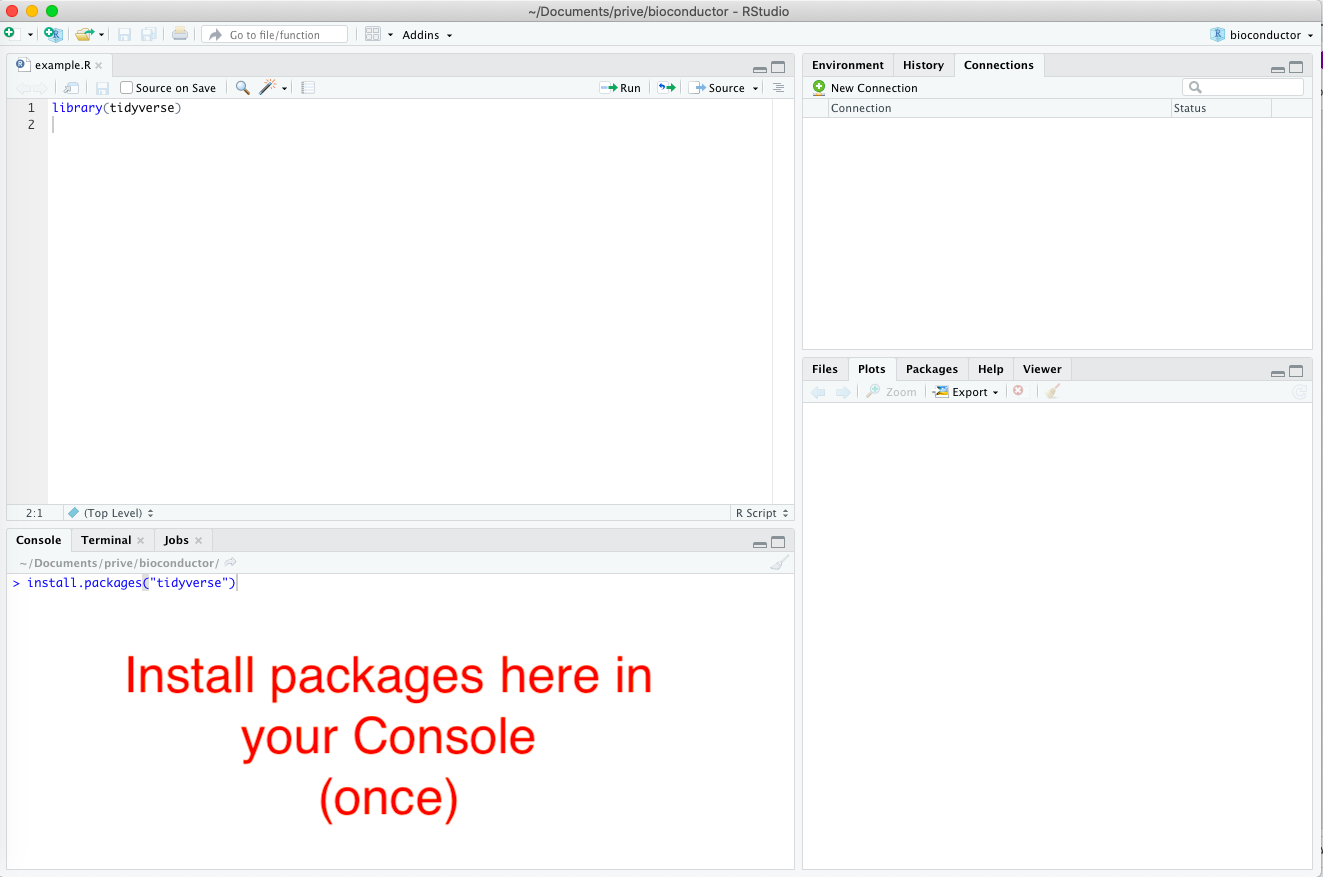 ~/Documents/prive/bioconductor - RStudio
Go to file/function Addins bioconductor
example.R
Source on Save Run Source
1 library(tidyverse)
2
2:1 (Top Level) R Script
Console Terminal Jobs
~/Documents/prive/bioconductor/
> install.packages("tidyverse")
Install packages here in
your Console
(once)
Environment History Connections
New Connection
Connection Status
Files Plots Packages Help Viewer
Zoom Export